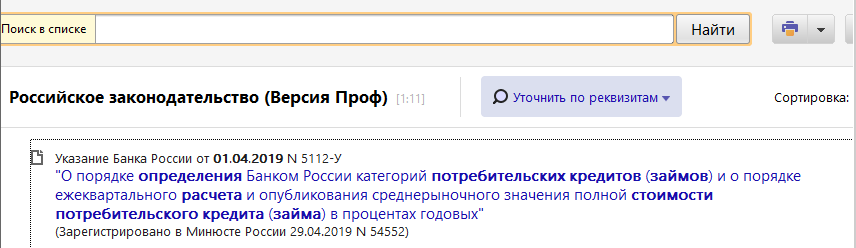 Поиск в списке
Найти
Российское законодательство (Версия Проф) [1:11]
Уточнить по реквизитам
Сортировка:
Указание Банка России от 01.04.2019 N 5112-У
"О порядке определения Банком России категорий потребительских кредитов (займов) и о порядке
ежеквартального расчета и опубликования среднерыночного значения полной стоимости
потребительского кредита (займа) в процентах годовых"
(Зарегистрировано в Минюсте России 29.04.2019 N 54552)